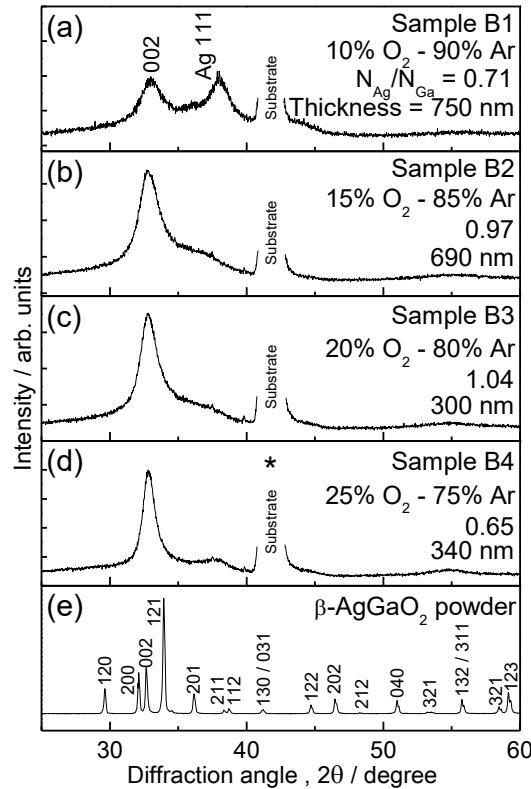 (a)
Sample B1
10% O₂ - 90% Ar
N_Ag/N_Ga = 0.71
Thickness = 750 nm
002
Ag 111
Substrate
(b)
Sample B2
15% O₂ - 85% Ar
0.97
690 nm
Substrate
(c)
Sample B3
20% O₂ - 80% Ar
1.04
300 nm
Substrate
(d)
*
Sample B4
25% O₂ - 75% Ar
0.65
340 nm
Substrate
(e)
β-AgGaO₂ powder
120
200
002
121
201
211
112
130 / 031
122
202
212
040
321
132 / 311
321
123
30
40
50
60
Diffraction angle , 2θ / degree
Intensity / arb. units